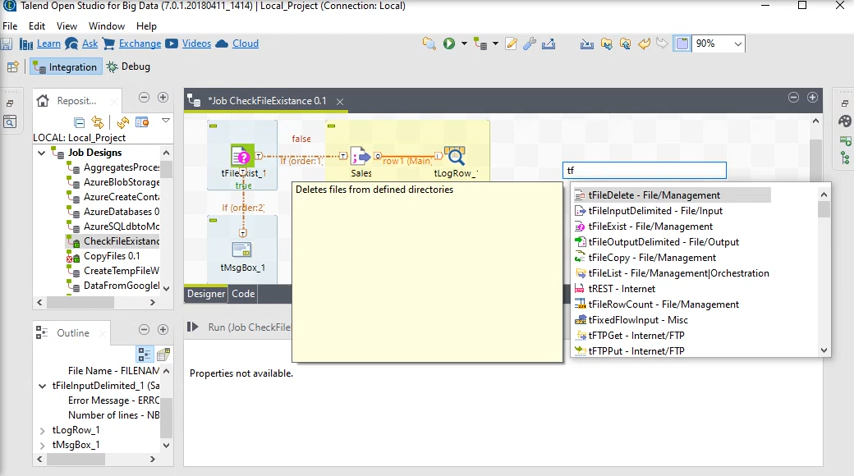 Talend Open Studio for Big Data (7.0.1.20180411_1414) | Local_Project (Connection: Local)
File Edit View Window Help
Learn Ask Exchange Videos Cloud 90%
Integration Debug
Reposit...
LOCAL: Local_Project
Job Designs
AggregatesProce
AzureBlobStorage
AzureCreateConta
AzureDatabases 0
AzureSQLdbtoMo
CheckFileExistanc
CopyFiles 0.1
CreateTempFileW
DataFromGoogle
*Job CheckFileExistance 0.1
false
tFileExist_1
If (order:1)
Sales
row1 (Main)
tLogRow_1
true
If (order:2)
tMsgBox_1
tf
Deletes files from defined directories
tFileDelete - File/Management
tFileInputDelimited - File/Input
tFileExist - File/Management
tFileOutputDelimited - File/Output
tFileCopy - File/Management
tFileList - File/Management|Orchestration
tREST - Internet
tFileRowCount - File/Management
tFixedFlowInput - Misc
tFTPGet - Internet/FTP
tFTPPut - Internet/FTP
Designer Code
Run (Job CheckFile
Properties not available.
Outline
File Name - FILENAM
tFileInputDelimited_1 (Sa
Error Message - ERRC
Number of lines - NB
tLogRow_1
tMsgBox_1